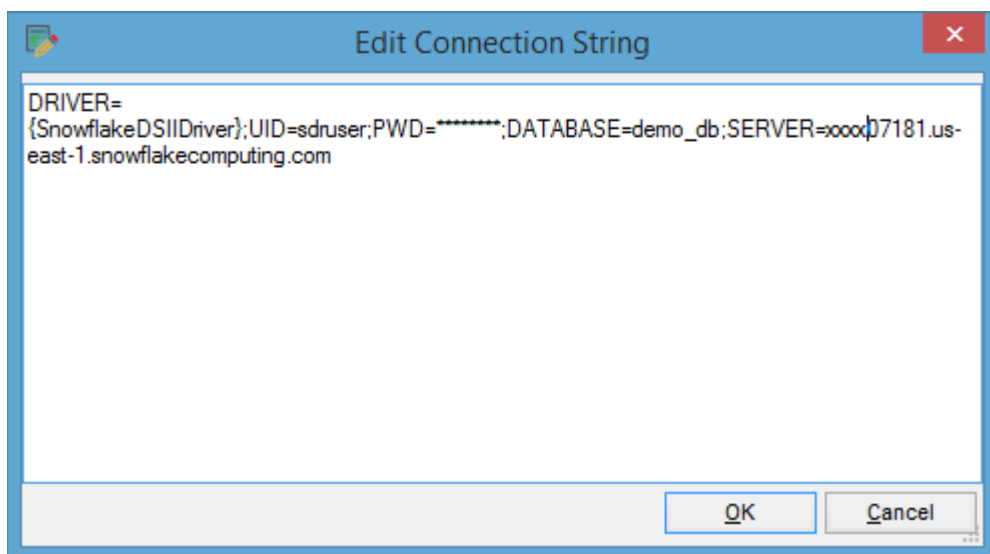 Edit Connection String
DRIVER=
{SnowflakeDSIIDriver};UID=sdruser;PWD=********;DATABASE=demo_db;SERVER=xxxx07181.us-
east-1.snowflakecomputing.com
OK
Cancel